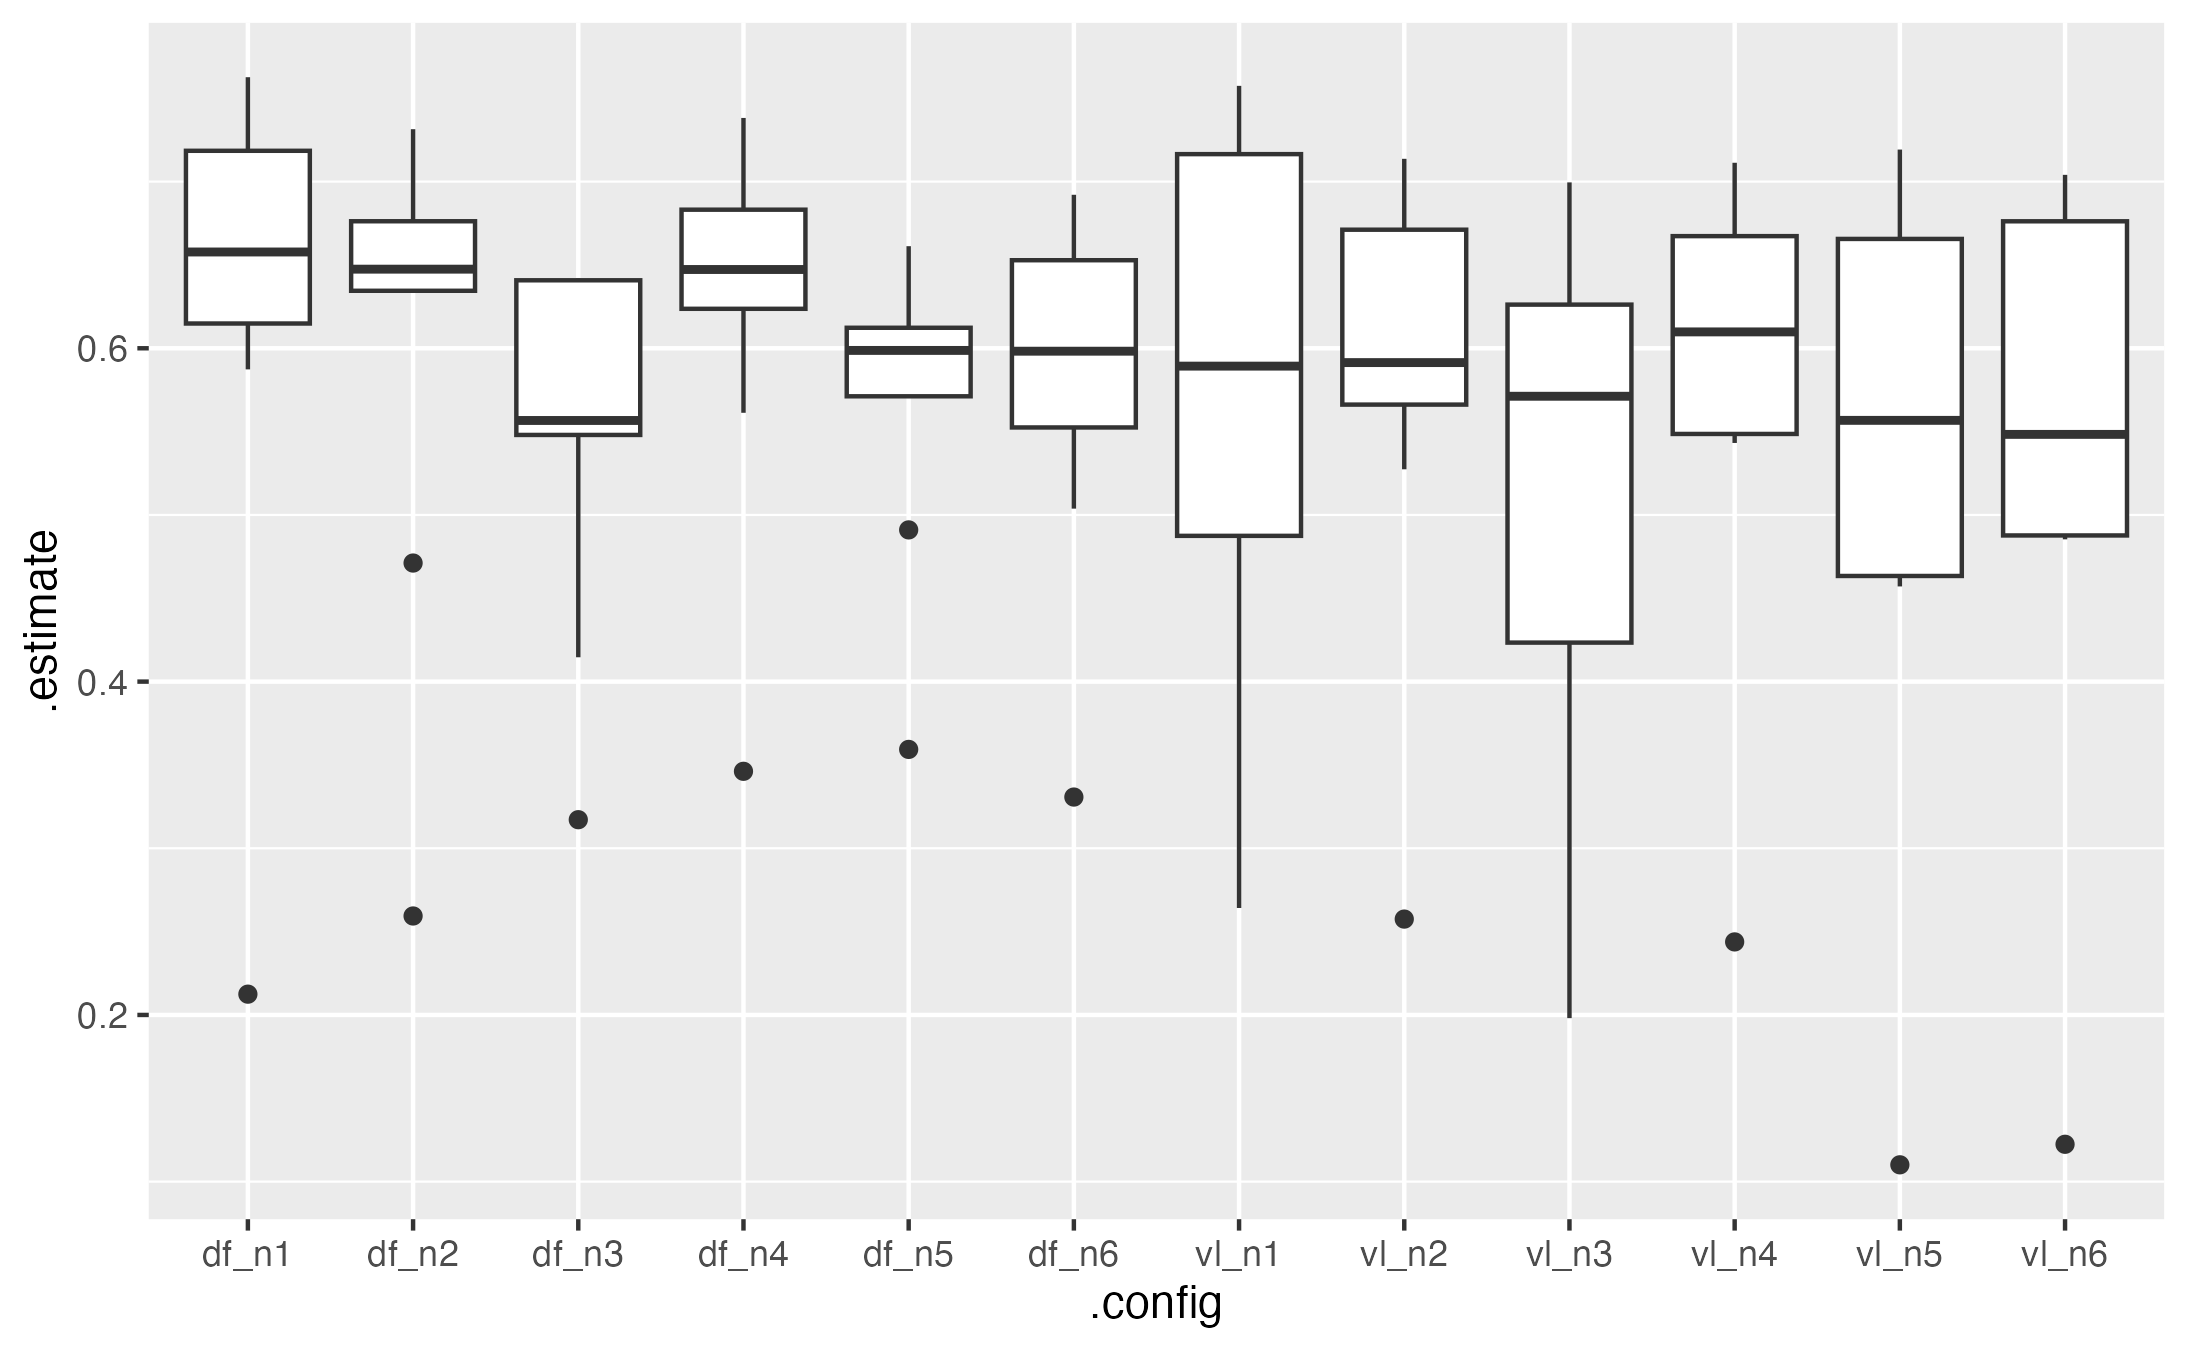 .estimate
0.6
0.4
0.2
df_n1 df_n2 df_n3 df_n4 df_n5 df_n6 vl_n1 vl_n2 vl_n3 vl_n4 vl_n5 vl_n6
.config